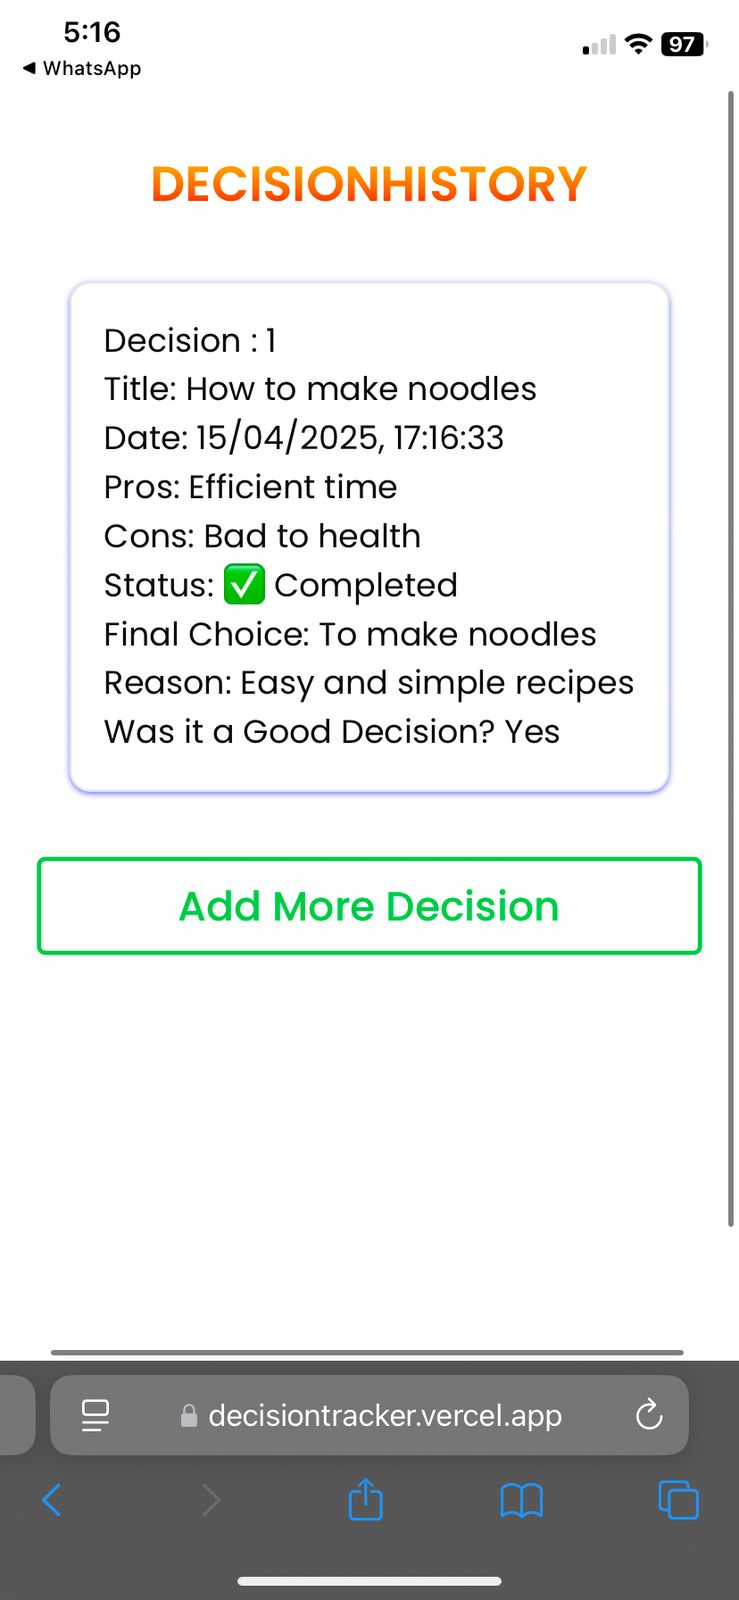 5:16
97
◀ WhatsApp
DECISIONHISTORY
Decision : 1
Title: How to make noodles
Date: 15/04/2025, 17:16:33
Pros: Efficient time
Cons: Bad to health
Status: ✅ Completed
Final Choice: To make noodles
Reason: Easy and simple recipes
Was it a Good Decision? Yes
Add More Decision
decisiontracker.vercel.app